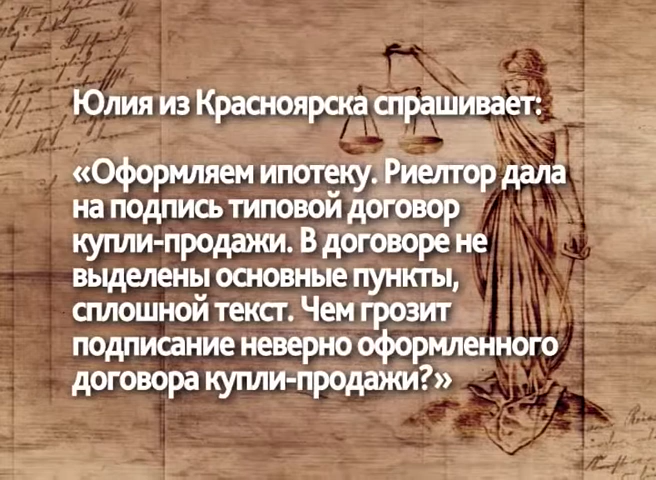 Юлия из Красноярска спрашивает:
«Оформляем ипотеку. Риелтор дала
на подпись типовой договор
купли-продажи. В договоре не
выделены основные пункты,
сплошной текст. Чем грозит
подписание неверно оформленного
договора купли-продажи?»